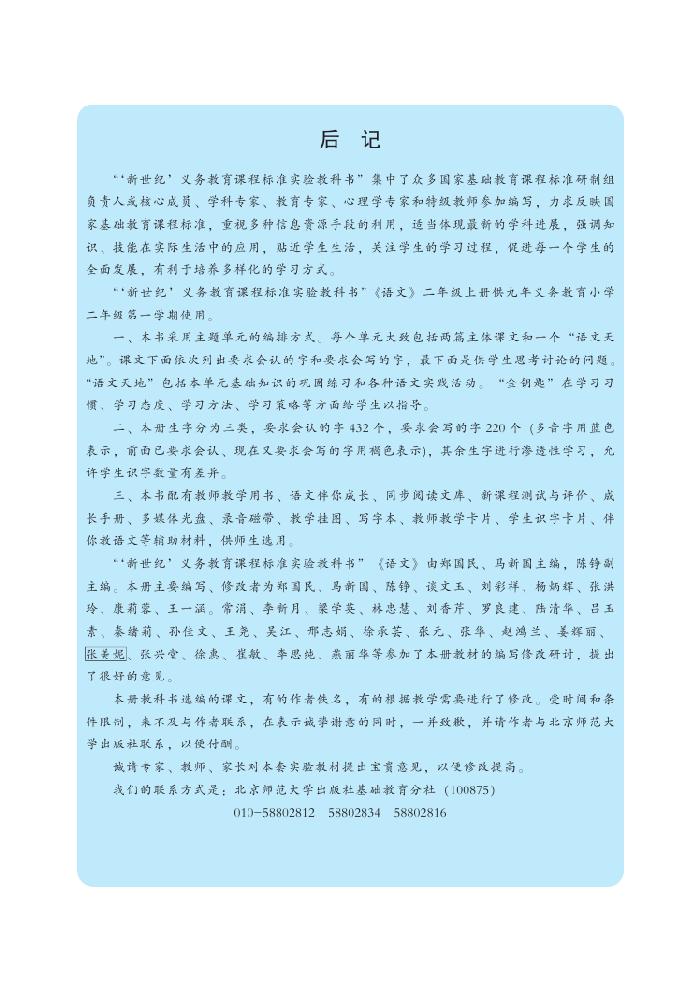 后 记
“‘新世纪’义务教育课程标准实验教科书”集中了众多国家基础教育课程标准研制组
负责人或核心成员、学科专家、教育专家、心理学专家和特级教师参加编写，力求反映国
家基础教育课程标准，重视多种信息资源手段的利用，适当体现最新的学科进展，强调知
识、技能在实际生活中的应用，贴近学生生活，关注学生的学习过程，促进每一个学生的
全面发展，有利于培养多样化的学习方式。
“‘新世纪’义务教育课程标准实验教科书”《语文》二年级上册供九年义务教育小学
二年级第一学期使用。
一、本书采用主题单元的编排方式。每个单元大致包括两篇主体课文和一个“语文天
地”。课文下面依次列出要求会认的字和要求会写的字，最下面是供学生思考讨论的问题。
“语文天地”包括本单元基础知识的巩固练习和各种语文实践活动。“金钥匙”在学习习
惯、学习态度、学习方法、学习策略等方面给学生以指导。
二、本册生字分为三类，要求会认的字 432 个，要求会写的字 220 个（多音字用蓝色
表示，前面已要求会认、现在又要求会写的字用褐色表示），其余生字进行渗透性学习，允
许学生识字数量有差异。
三、本书配有教师教学用书、语文伴你成长、同步阅读文库、新课程测试与评价、成
长手册、多媒体光盘、录音磁带、教学挂图、写字本、教师教学卡片、学生识字卡片、伴
你教语文等辅助材料，供师生选用。
“‘新世纪’义务教育课程标准实验教科书”《语文》由郑国民、马新国主编，陈铮副
主编。本册主要编写、修改者为郑国民、马新国、陈铮、谈文玉、刘彩祥、杨炳辉、张洪
玲、康莉蓉、王一涵。常涓、李新月、梁学英、林忠慧、刘香芹、罗良建、陆清华、吕玉
素、秦绪莉、孙佳文、王尧、吴江、邢志娟、徐承芸、张元、张华、赵鸿兰、姜辉丽、
张美妮、张兴堂、徐惠、崔敏、李思纯、燕丽华等参加了本册教材的编写修改研讨，提出
了很好的意见。
本册教科书选编的课文，有的作者佚名，有的根据教学需要进行了修改。受时间和条
件限制，未不及与作者联系，在表示诚挚谢意的同时，一并致歉，并请作者与北京师范大
学出版社联系，以便付酬。
诚请专家、教师、家长对本套实验教材提出宝贵意见，以便修改提高。
我们的联系方式是：北京师范大学出版社基础教育分社（100875）
010-58802812 58802834 58802816